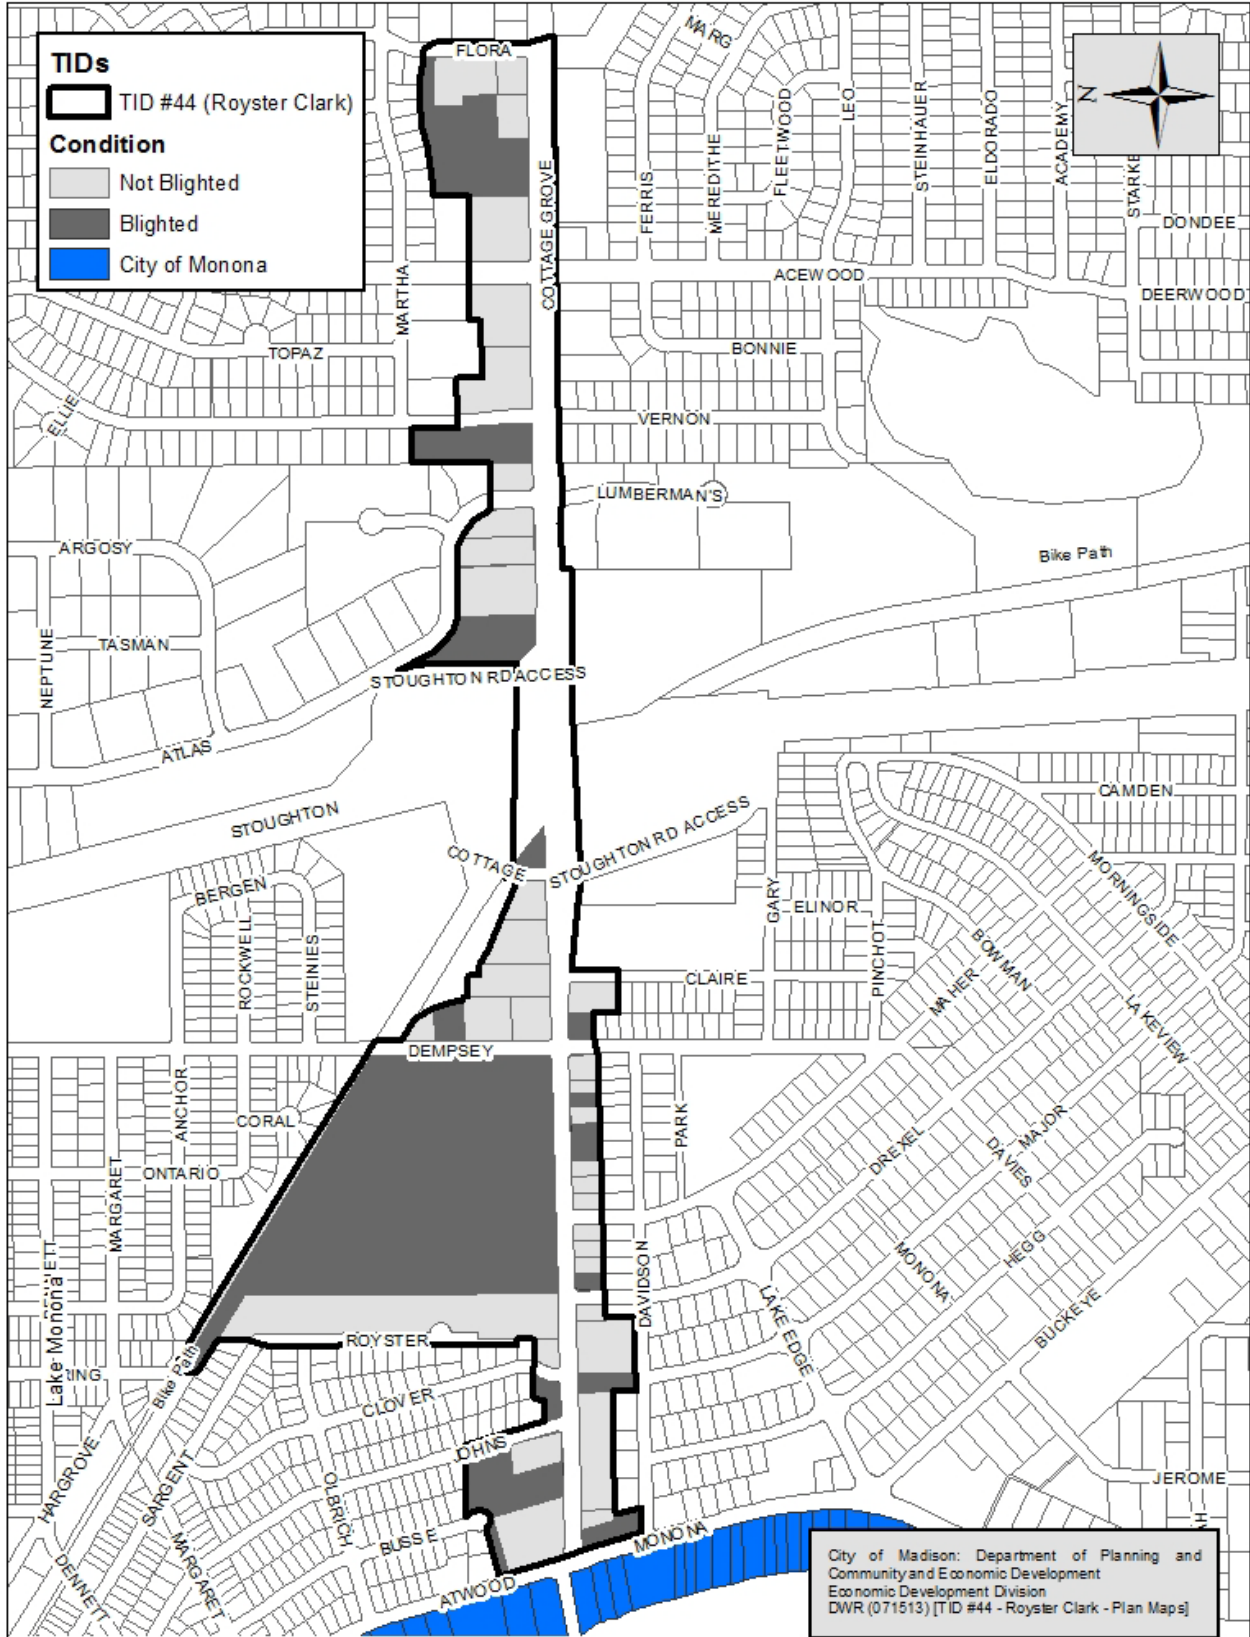 TIDs
TID #44 (Royster Clark)
Condition
Not Blighted
Blighted
City of Monona
N
FLORA
MARG
COTTAGE GROVE
FERRIS
MEREDITHE
FLEETWOOD
LEO
STEINHAUER
ELDORADO
ACADEMY
STARKE
DONDEE
ACEWOOD
DEERWOOD
MARTHA
TOPAZ
BONNIE
ELLIE
VERNON
LUMBERMAN'S
ARGOSY
Bike Path
NEPTUNE
TASMAN
STOUGHTON RD ACCESS
ATLAS
STOUGHTON
CAMDEN
COTTAGE
STOUGHTON RD ACCESS
MORNINGSIDE
BERGEN
GARY
ELINOR
ROCKWELL
STEINIES
PINCHOT
BOWMAN
CLAIRE
MAHER
LAKEVIEW
DEMPSEY
ANCHOR
CORAL
PARK
MAJOR
DREXEL
DAVIES
MARGARET
ONTARIO
DAVIDSON
HEGG
MONONA
Lake Monona
LAKE EDGE
BUCKEYE
ROYSTER
RING
Bike Path
CLOVER
JOHNS
HARGROVE
SARGENT
OLBRICH
JEROME
MARGARET
BUSSE
MONONA
DENNETT
ATWOOD
AH
City of Madison: Department of Planning and
Community and Economic Development
Economic Development Division
DWR (071513) [TID #44 - Royster Clark - Plan Maps]